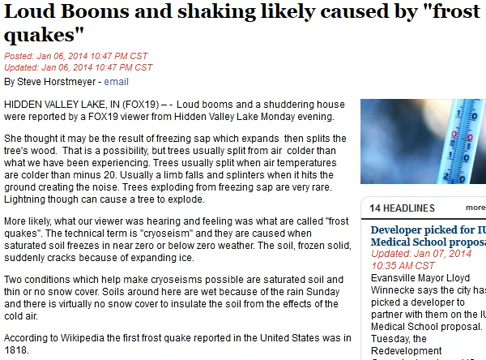 Loud Booms and shaking likely caused by "frost
quakes"
Posted: Jan 06, 2014 10:47 PM CST
Updated: Jan 06, 2014 10:47 PM CST
By Steve Horstmeyer - email
HIDDEN VALLEY LAKE, IN (FOX19) – - Loud booms and a shuddering house
were reported by a FOX19 viewer from Hidden Valley Lake Monday evening.
She thought it may be the result of freezing sap which expands then splits the
tree's wood. That is a possibility, but trees usually split from air colder than
what we have been experiencing. Trees usually split when air temperatures
are colder than minus 20. Usually a limb falls and splinters when it hits the
ground creating the noise. Trees exploding from freezing sap are very rare.
Lightning though can cause a tree to explode.
More likely, what our viewer was hearing and feeling was what are called "frost
quakes". The technical term is "cryoseism" and they are caused when
saturated soil freezes in near zero or below zero weather. The soil, frozen solid,
suddenly cracks because of expanding ice.
Two conditions which help make cryoseisms possible are saturated soil and
thin or no snow cover. Soils around here are wet because of the rain Sunday
and there is virtually no snow cover to insulate the soil from the effects of the
cold air.
According to Wikipedia the first frost quake reported in the United States was in
1818.
14 HEADLINES more
Developer picked for IU
Medical School proposa
Updated: Jan 07, 2014
10:35 AM CST
Evansville Mayor Lloyd
Winnecke says the city has
picked a developer to
partner with them on the IU
Medical School proposal.
Tuesday, the
Redevelopment